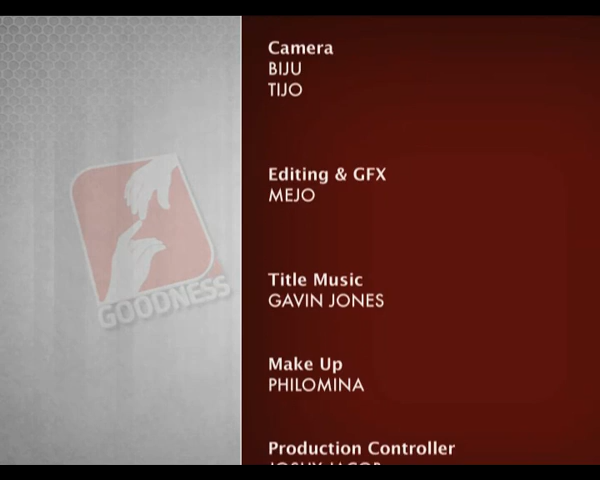 GOODNESS
Camera
BIJU
TIJO
Editing & GFX
MEJO
Title Music
GAVIN JONES
Make Up
PHILOMINA
Production Controller